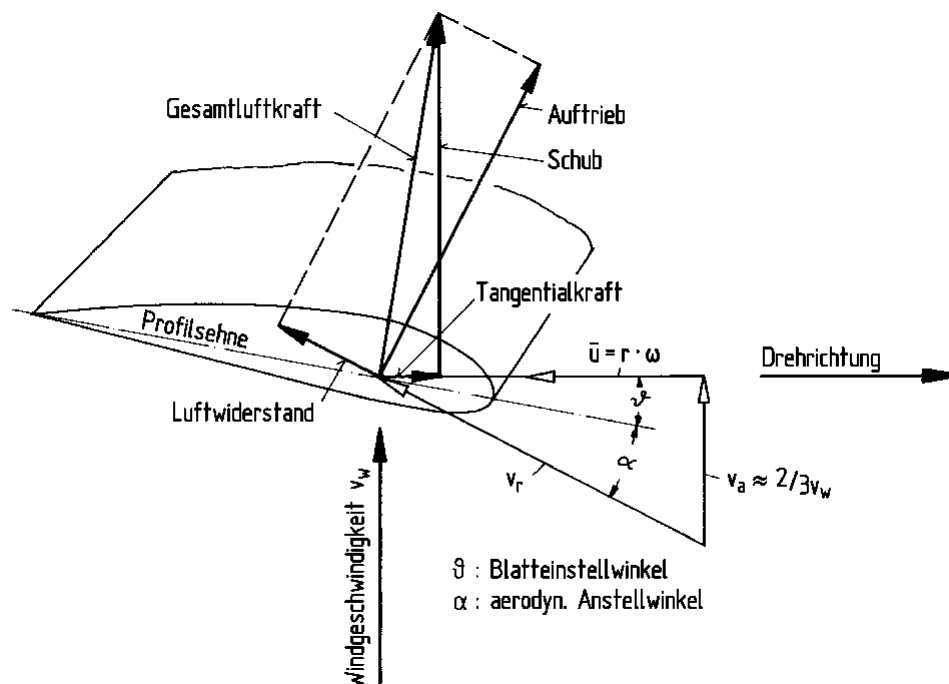 Gesamtluftkraft
Auftrieb
Schub
Tangentialkraft
Profilsehne
ū = r · ω
Drehrichtung
ϑ
Luftwiderstand
α
v_r
v_a ≈ 2/3 v_w
Windgeschwindigkeit v_w
ϑ : Blatteinstellwinkel
α : aerodyn. Anstellwinkel